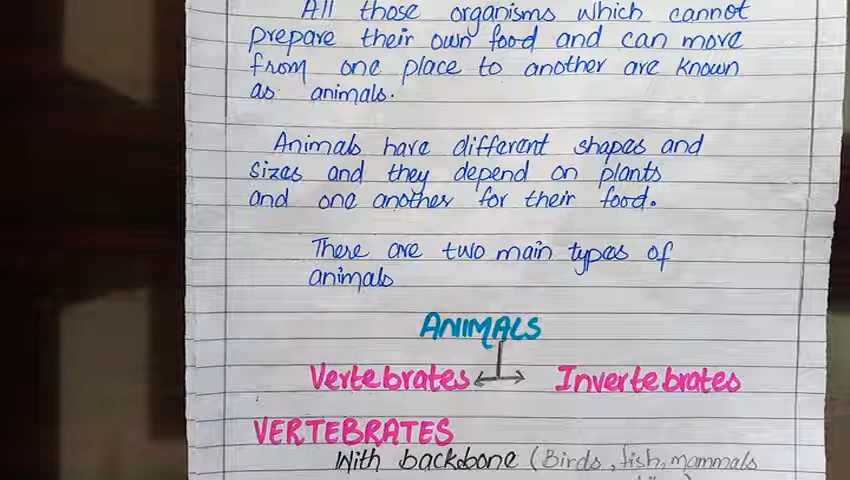 All those organisms which cannot
prepare their own food and can move
from one place to another are known
as animals.
Animals have different shapes and
sizes and they depend on plants
and one another for their food.
There are two main types of
animals
ANIMALS
Vertebrates Invertebrates
VERTEBRATES
With backbone (Birds, fish, mammals